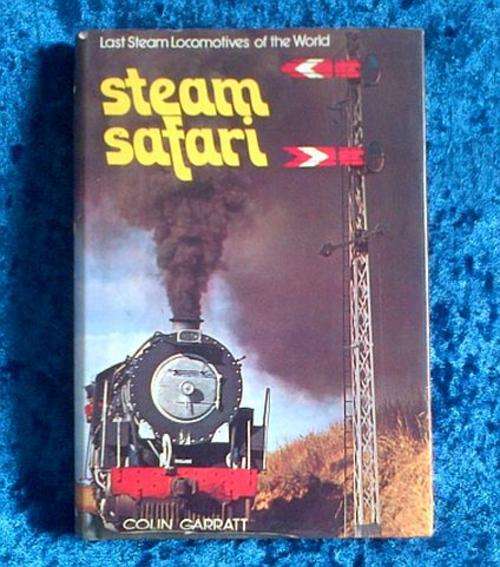 Last Steam Locomotives of the World
steam
safari
COLIN GARRATT